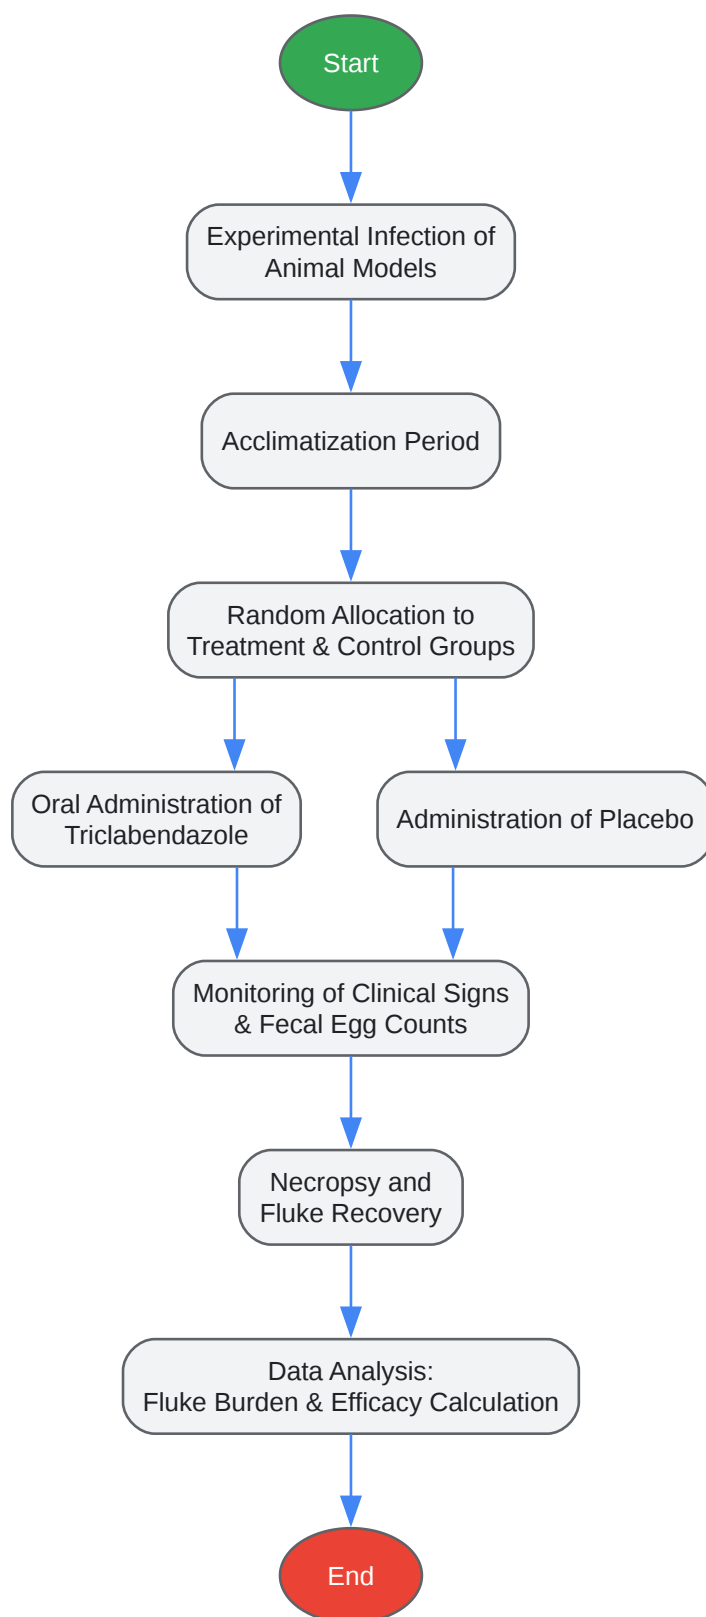 Start
Experimental Infection of
Animal Models
Acclimatization Period
Random Allocation to
Treatment & Control Groups
Oral Administration of
Triclabendazole
Administration of Placebo
Monitoring of Clinical Signs
& Fecal Egg Counts
Necropsy and
Fluke Recovery
Data Analysis:
Fluke Burden & Efficacy Calculation
End